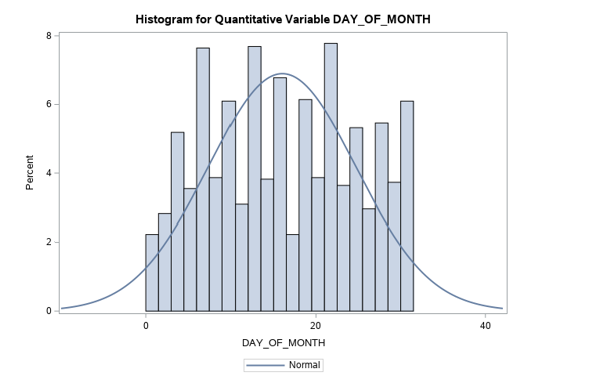 Histogram for Quantitative Variable DAY_OF_MONTH
8
6
4
2
0
Percent
0 20 40
DAY_OF_MONTH
Normal